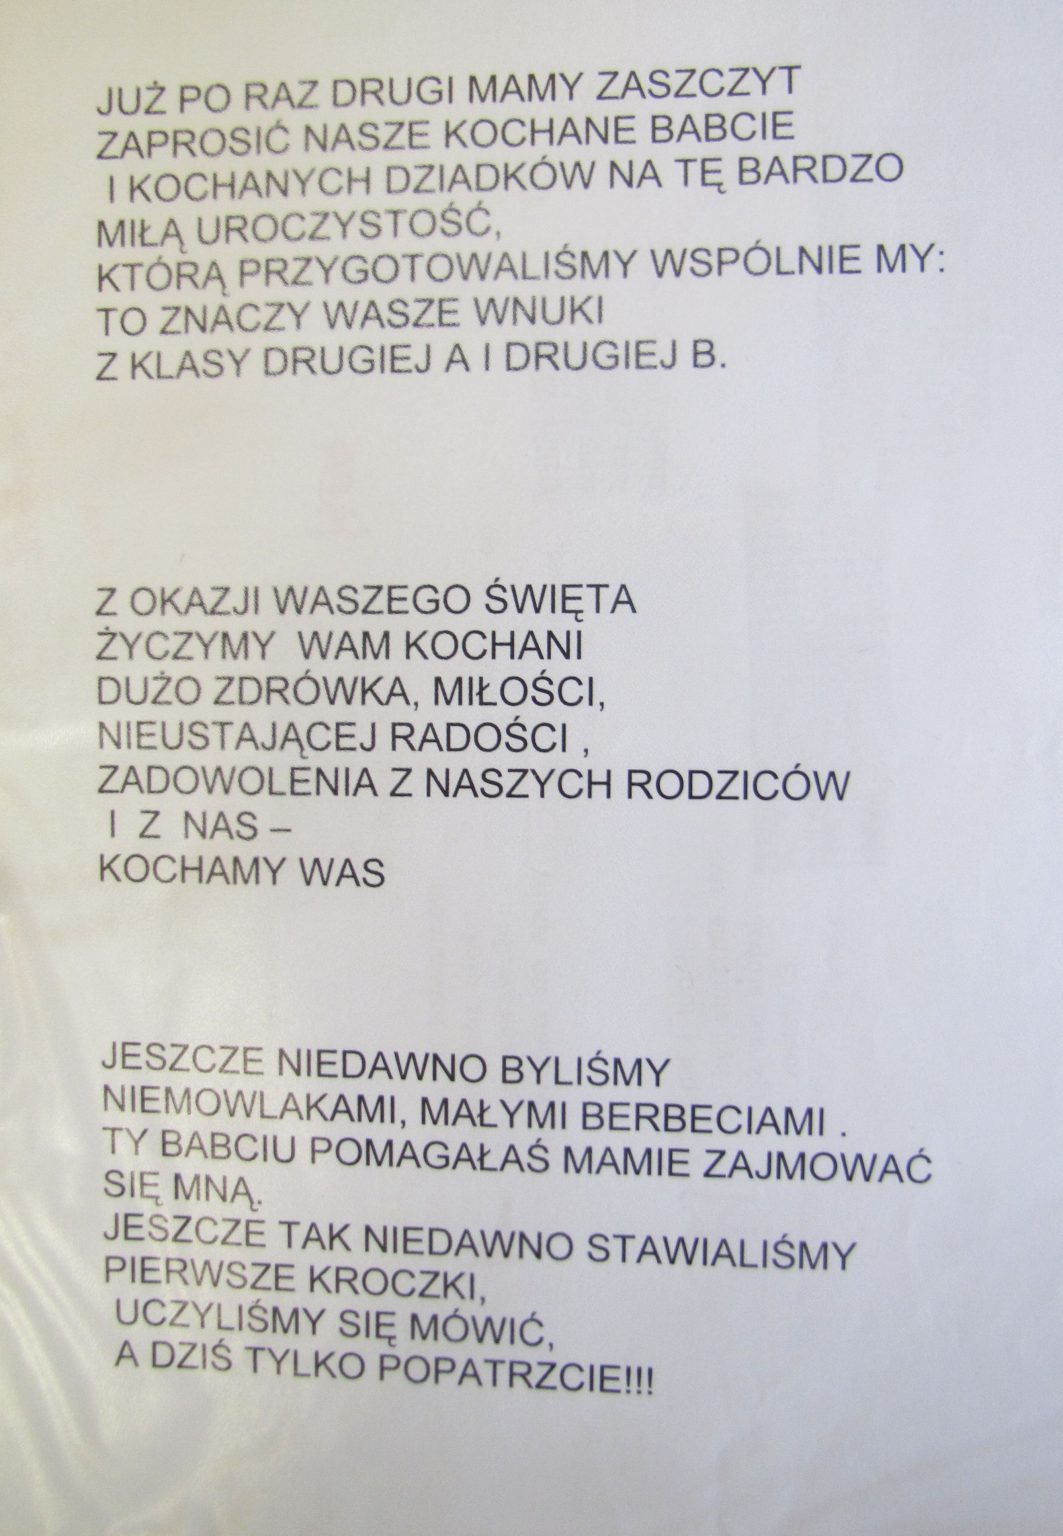 JUŻ PO RAZ DRUGI MAMY ZASZCZYT
ZAPROSIĆ NASZE KOCHANE BABCIE
I KOCHANYCH DZIADKÓW NA TĘ BARDZO
MIŁĄ UROCZYSTOŚĆ,
KTÓRĄ PRZYGOTOWALIŚMY WSPÓLNIE MY:
TO ZNACZY WASZE WNUKI
Z KLASY DRUGIEJ A I DRUGIEJ B.
Z OKAZJI WASZEGO ŚWIĘTA
ŻYCZYMY WAM KOCHANI
DUŻO ZDRÓWKA, MIŁOŚCI,
NIEUSTAJĄCEJ RADOŚCI ,
ZADOWOLENIA Z NASZYCH RODZICÓW
I Z NAS –
KOCHAMY WAS
JESZCZE NIEDAWNO BYLIŚMY
NIEMOWLAKAMI, MAŁYMI BERBECIAMI .
TY BABCIU POMAGAŁAŚ MAMIE ZAJMOWAĆ
SIĘ MNĄ.
JESZCZE TAK NIEDAWNO STAWIALIŚMY
PIERWSZE KROCZKI,
UCZYLIŚMY SIĘ MÓWIĆ,
A DZIŚ TYLKO POPATRZCIE!!!